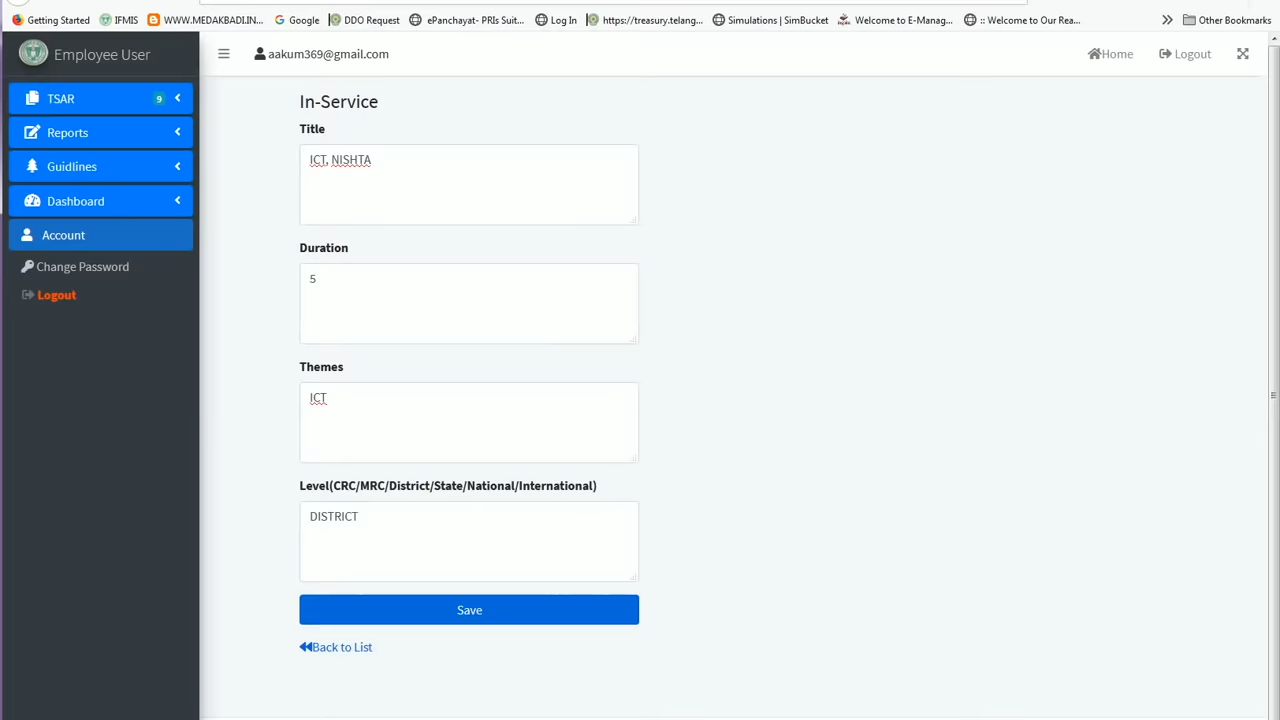 Getting Started IFMIS WWW.MEDAKBADI.IN... Google DDO Request ePanchayat- PRIs Suit... Log In https://treasury.telang... Simulations | SimBucket Welcome to E-Manag... :: Welcome to Our Rea... Other Bookmarks
Employee User
aakum369@gmail.com
Home Logout
TSAR 9
Reports
Guidlines
Dashboard
Account
Change Password
Logout
In-Service
Title
ICT, NISHTA
Duration
5
Themes
ICT
Level(CRC/MRC/District/State/National/International)
DISTRICT
Save
Back to List